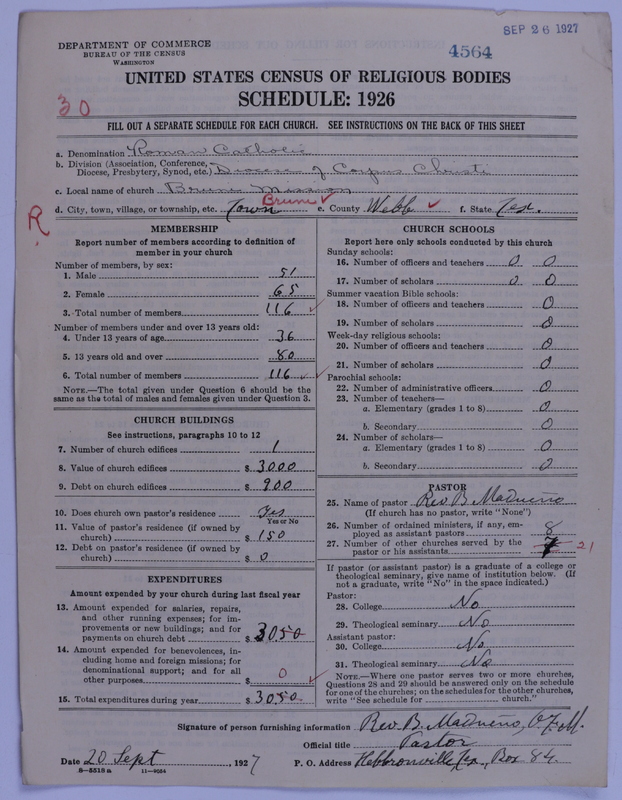 SEP 26 1927
DEPARTMENT OF COMMERCE
BUREAU OF THE CENSUS
WASHINGTON
4564
UNITED STATES CENSUS OF RELIGIOUS BODIES
SCHEDULE: 1926
30
FILL OUT A SEPARATE SCHEDULE FOR EACH CHURCH. SEE INSTRUCTIONS ON THE BACK OF THIS SHEET
a. Denomination Roman Catholic
b. Division (Association, Conference, Diocese, Presbytery, Synod, etc.) Diocese of Corpus Christi
c. Local name of church Bruni Mission
d. City, town, village, or township, etc. Town Bruni e. County Webb f. State Tex.
R
MEMBERSHIP
Report number of members according to definition of member in your church
Number of members, by sex:
1. Male 51
2. Female 65
3. Total number of members 116
Number of members under and over 13 years old:
4. Under 13 years of age 36
5. 13 years old and over 80
6. Total number of members 116
NOTE.—The total given under Question 6 should be the same as the total of males and females given under Question 3.
CHURCH BUILDINGS
See instructions, paragraphs 10 to 12
7. Number of church edifices 1
8. Value of church edifices $ 3000
9. Debt on church edifices $ 900
10. Does church own pastor's residence Yes
Yes or No
11. Value of pastor's residence (if owned by church) $ 150
12. Debt on pastor's residence (if owned by church) $ 0
EXPENDITURES
Amount expended by your church during last fiscal year
13. Amount expended for salaries, repairs, and other running expenses; for improvements or new buildings; and for payments on church debt $ 3050
14. Amount expended for benevolences, including home and foreign missions; for denominational support; and for all other purposes $ 0
15. Total expenditures during year $ 3050
CHURCH SCHOOLS
Report here only schools conducted by this church
Sunday schools:
16. Number of officers and teachers 0 0
17. Number of scholars 0 0
Summer vacation Bible schools:
18. Number of officers and teachers 0
19. Number of scholars 0
Week-day religious schools:
20. Number of officers and teachers 0
21. Number of scholars 0
Parochial schools:
22. Number of administrative officers 0
23. Number of teachers—
a. Elementary (grades 1 to 8) 0
b. Secondary 0
24. Number of scholars—
a. Elementary (grades 1 to 8) 0
b. Secondary 0
PASTOR
25. Name of pastor Rev B Madueño
(If church has no pastor, write "None")
26. Number of ordained ministers, if any, employed as assistant pastors 8
27. Number of other churches served by the pastor or his assistants 7 21
If pastor (or assistant pastor) is a graduate of a college or theological seminary, give name of institution below. (If not a graduate, write "No" in the space indicated.)
Pastor:
28. College No
29. Theological seminary No
Assistant pastor:
30. College No
31. Theological seminary No
NOTE.—Where one pastor serves two or more churches, Questions 28 and 29 should be answered only on the schedule for one of the churches; on the schedules for the other churches, write "See schedule for church."
Signature of person furnishing information Rev. B. Madueño, O.F.M.
Official title Pastor
Date 20 Sept, 1927 P. O. Address Hebbronville Tex., Box 84.
8-5518a 11-9054